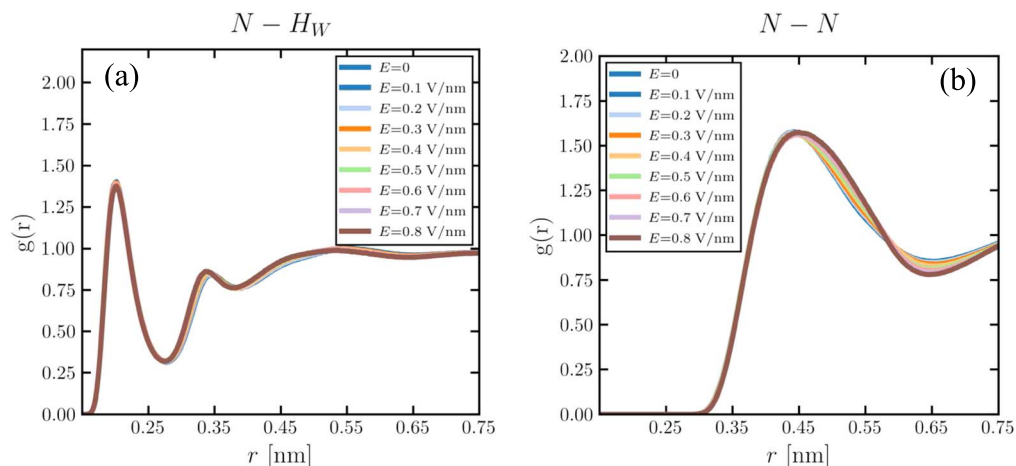 N − H_W
(a)
E=0
E=0.1 V/nm
E=0.2 V/nm
E=0.3 V/nm
E=0.4 V/nm
E=0.5 V/nm
E=0.6 V/nm
E=0.7 V/nm
E=0.8 V/nm
g(r)
2.00
1.75
1.50
1.25
1.00
0.75
0.50
0.25
0.00
0.25 0.35 0.45 0.55 0.65 0.75
r [nm]
N − N
(b)
E=0
E=0.1 V/nm
E=0.2 V/nm
E=0.3 V/nm
E=0.4 V/nm
E=0.5 V/nm
E=0.6 V/nm
E=0.7 V/nm
E=0.8 V/nm
g(r)
2.00
1.75
1.50
1.25
1.00
0.75
0.50
0.25
0.00
0.25 0.35 0.45 0.55 0.65 0.75
r [nm]